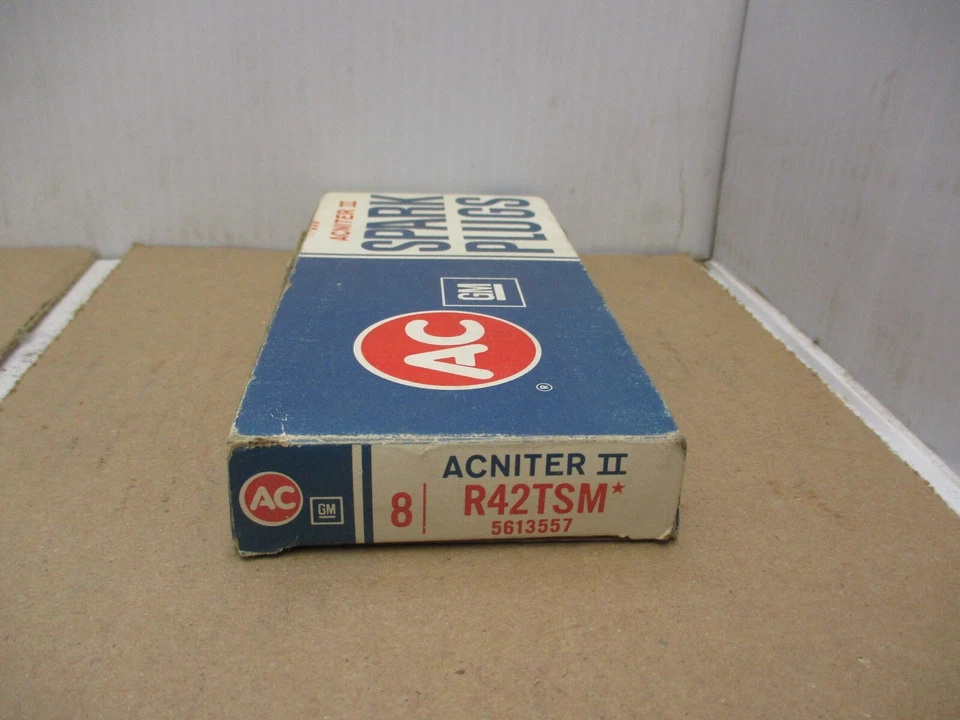 ACNITER II
SPARK
PLUGS
GM
AC
®
AC
GM
8
ACNITER II
R42TSM★
5613557